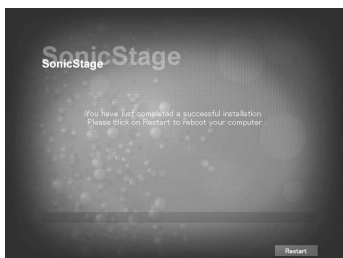 SonicStage
SonicStage
You have just completed a successful installation.
Please click on Restart to reboot your computer.
Restart